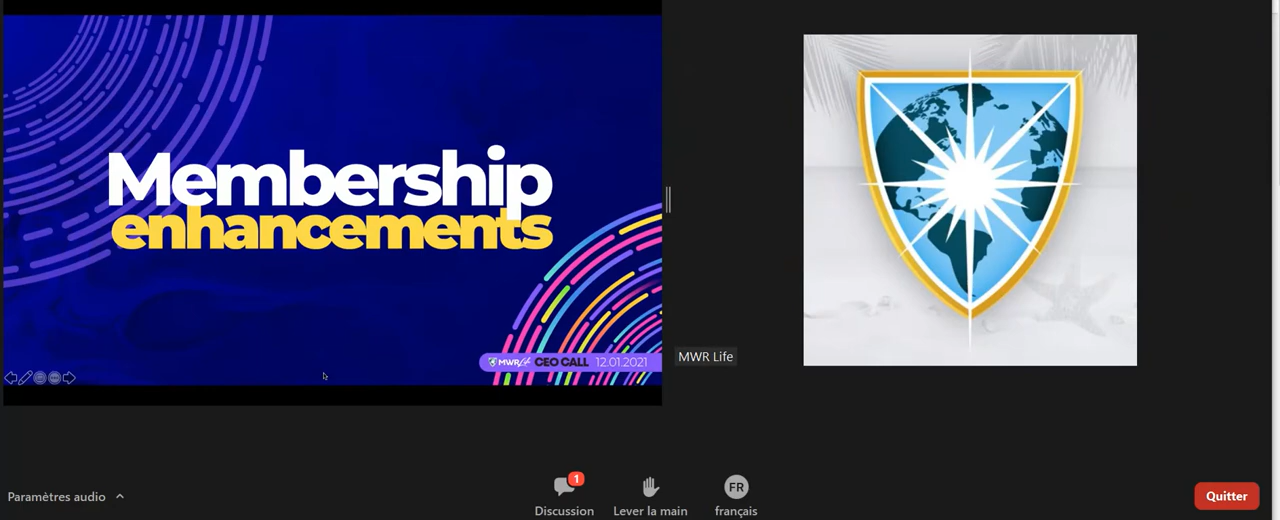 Membership
enhancements
MWR Life CEO CALL 12.01.2021
MWR Life
Paramètres audio
1
Discussion
Lever la main
FR
français
Quitter